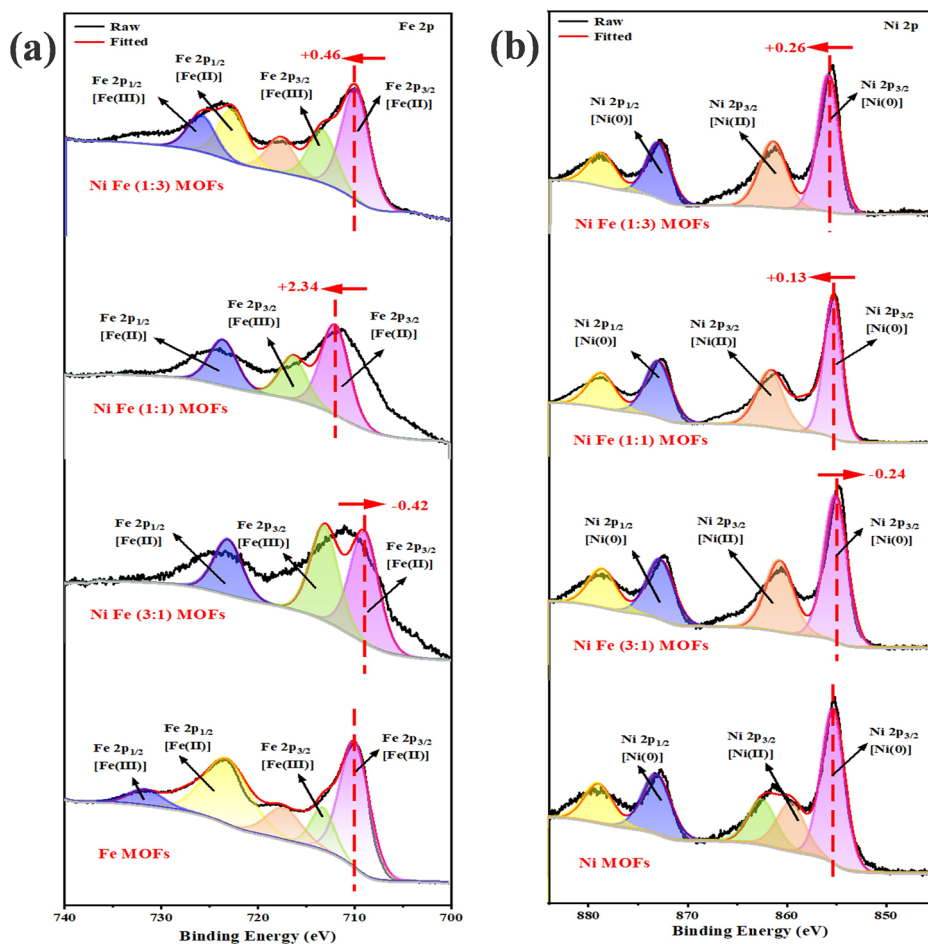 (a)
Raw
Fitted
Fe 2p
+0.46
Fe 2p1/2
[Fe(III)]
Fe 2p1/2
[Fe(II)]
Fe 2p3/2
[Fe(III)]
Fe 2p3/2
[Fe(II)]
Ni Fe (1:3) MOFs
+2.34
Fe 2p1/2
[Fe(II)]
Fe 2p3/2
[Fe(III)]
Fe 2p3/2
[Fe(II)]
Ni Fe (1:1) MOFs
-0.42
Fe 2p1/2
[Fe(II)]
Fe 2p3/2
[Fe(III)]
Fe 2p3/2
[Fe(II)]
Ni Fe (3:1) MOFs
Fe 2p1/2
[Fe(III)]
Fe 2p1/2
[Fe(II)]
Fe 2p3/2
[Fe(III)]
Fe 2p3/2
[Fe(II)]
Fe MOFs
740 730 720 710 700
Binding Energy (eV)
(b)
Raw
Fitted
Ni 2p
+0.26
Ni 2p1/2
[Ni(0)]
Ni 2p3/2
[Ni(II)]
Ni 2p3/2
[Ni(0)]
Ni Fe (1:3) MOFs
+0.13
Ni 2p1/2
[Ni(0)]
Ni 2p3/2
[Ni(II)]
Ni 2p3/2
[Ni(0)]
Ni Fe (1:1) MOFs
-0.24
Ni 2p1/2
[Ni(0)]
Ni 2p3/2
[Ni(II)]
Ni 2p3/2
[Ni(0)]
Ni Fe (3:1) MOFs
Ni 2p1/2
[Ni(0)]
Ni 2p3/2
[Ni(II)]
Ni 2p3/2
[Ni(0)]
Ni MOFs
880 870 860 850
Binding Energy (eV)